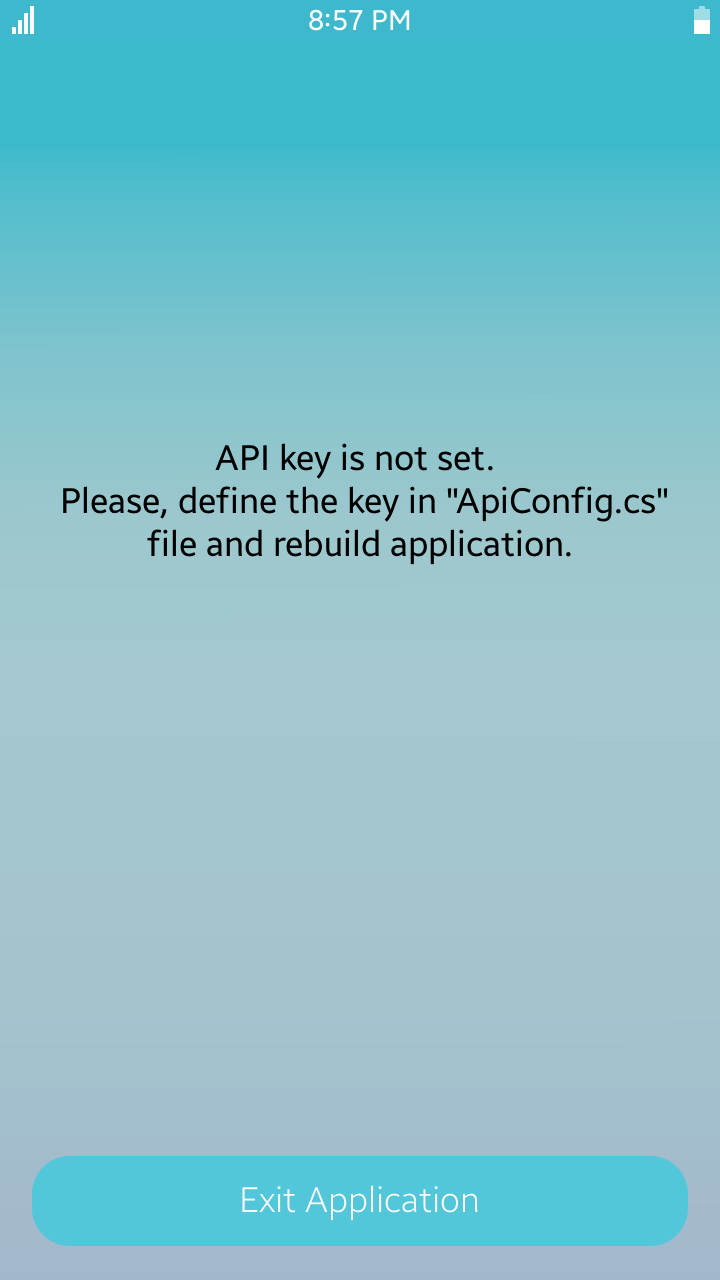 8:57 PM
API key is not set.
Please, define the key in "ApiConfig.cs"
file and rebuild application.
Exit Application